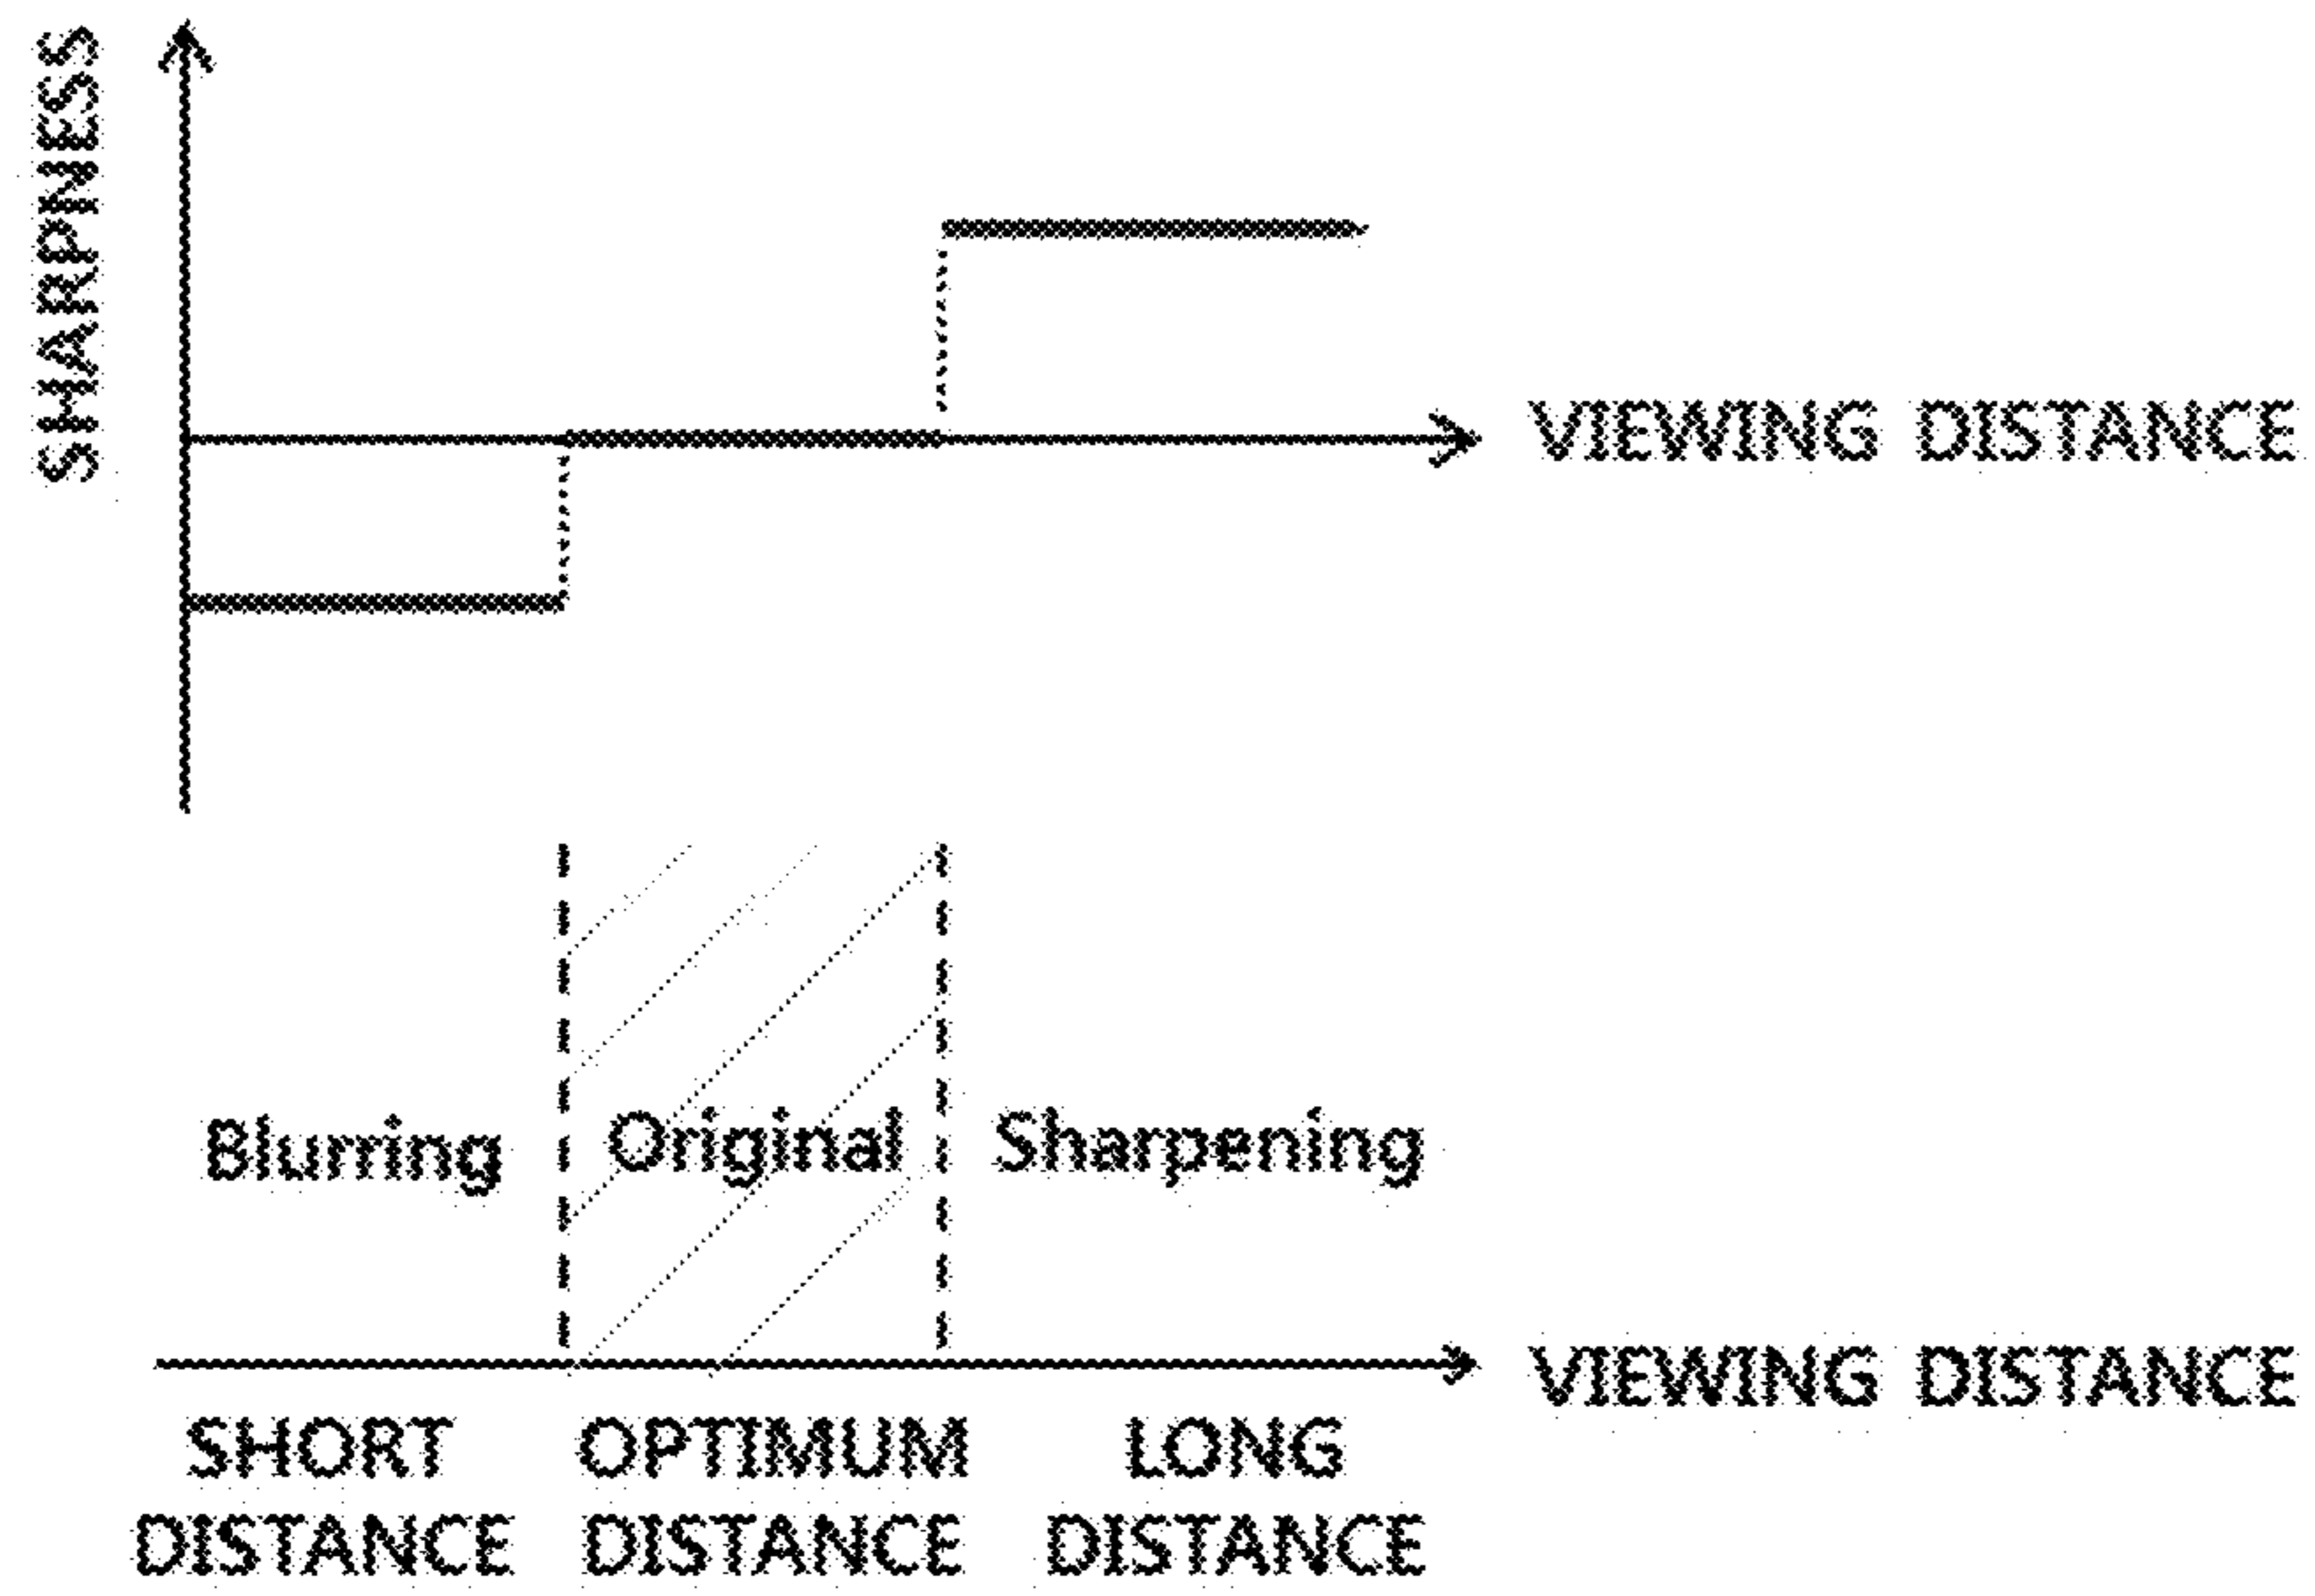 SHARPNESS
VIEWING DISTANCE
Blurring
Original
Sharpening
VIEWING DISTANCE
SHORT
DISTANCE
OPTIMUM
DISTANCE
LONG
DISTANCE